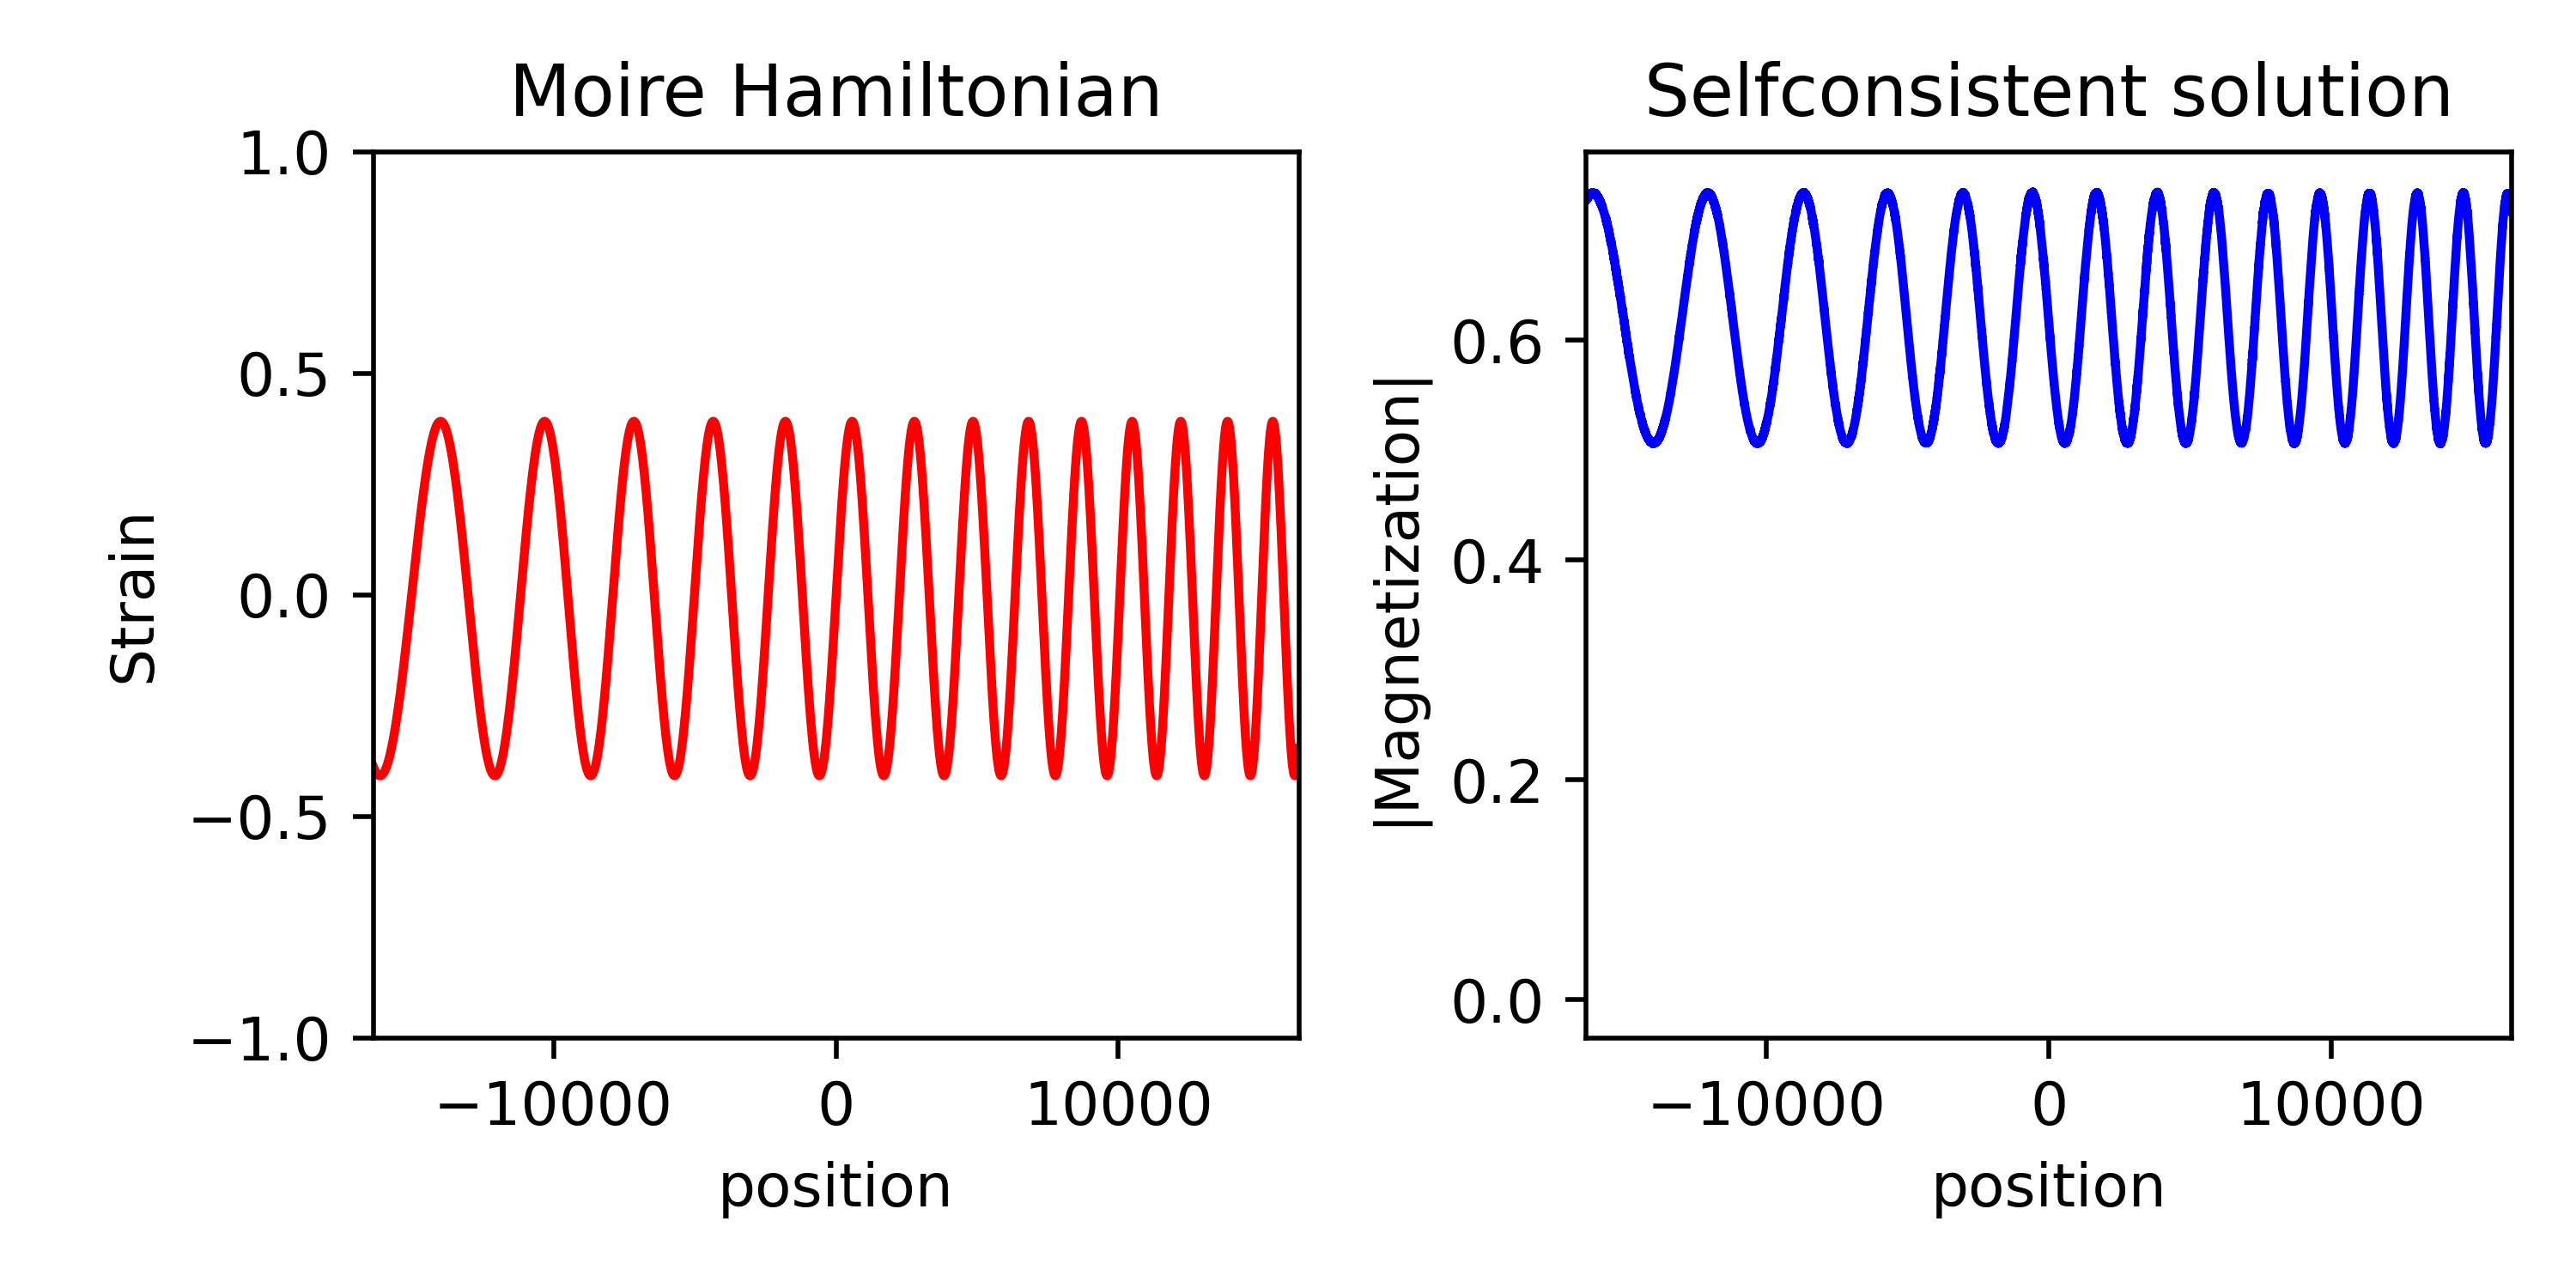 Moire Hamiltonian
1.0
0.5
0.0
−0.5
−1.0
Strain
−10000 0 10000
position
Selfconsistent solution
0.6
0.4
0.2
0.0
|Magnetization|
−10000 0 10000
position